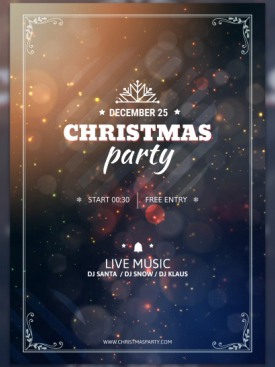 DECEMBER 25
CHRISTMAS
party
START 00:30 FREE ENTRY
LIVE MUSIC
DJ SANTA / DJ SNOW / DJ KLAUS
WWW.CHRISTMASPARTY.COM